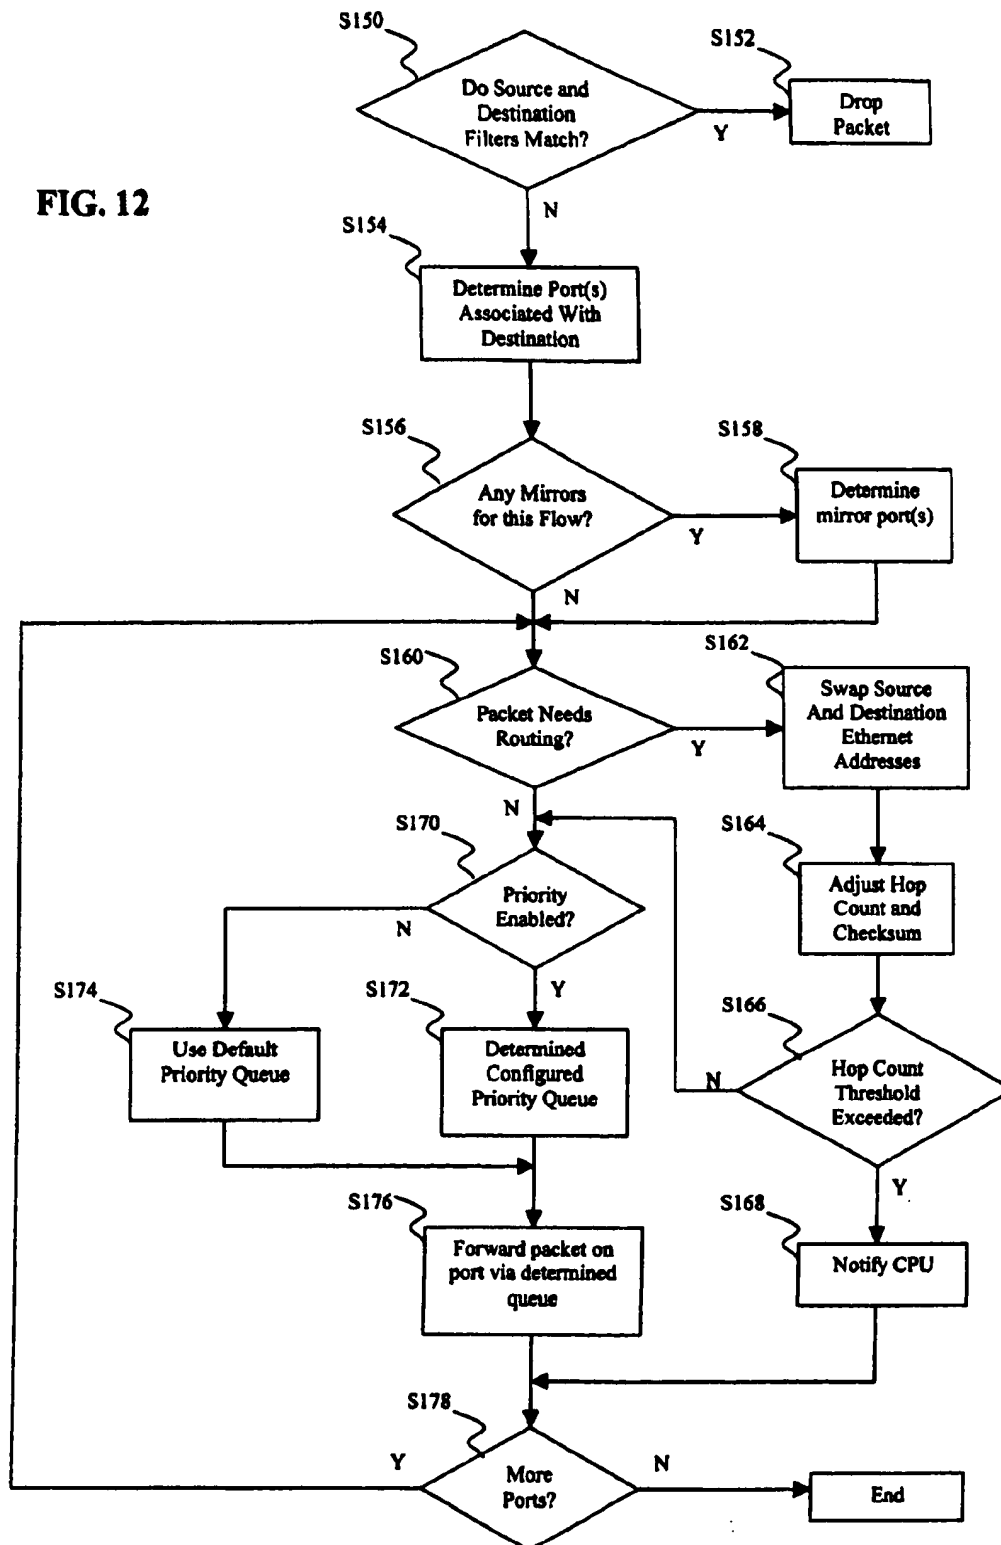 S150
Do Source and
Destination
Filters Match?
Y
S152
Drop
Packet
FIG. 12
N
S154
Determine Port(s)
Associated With
Destination
S156
Any Mirrors
for this Flow?
Y
S158
Determine
mirror port(s)
N
S160
Packet Needs
Routing?
Y
S162
Swap Source
And Destination
Ethernet
Addresses
N
S170
Priority
Enabled?
N
Y
S164
Adjust Hop
Count and
Checksum
S174
Use Default
Priority Queue
S172
Determined
Configured
Priority Queue
S166
Hop Count
Threshold
Exceeded?
N
Y
S176
Forward packet on
port via determined
queue
S168
Notify CPU
S178
More
Ports?
Y
N
End